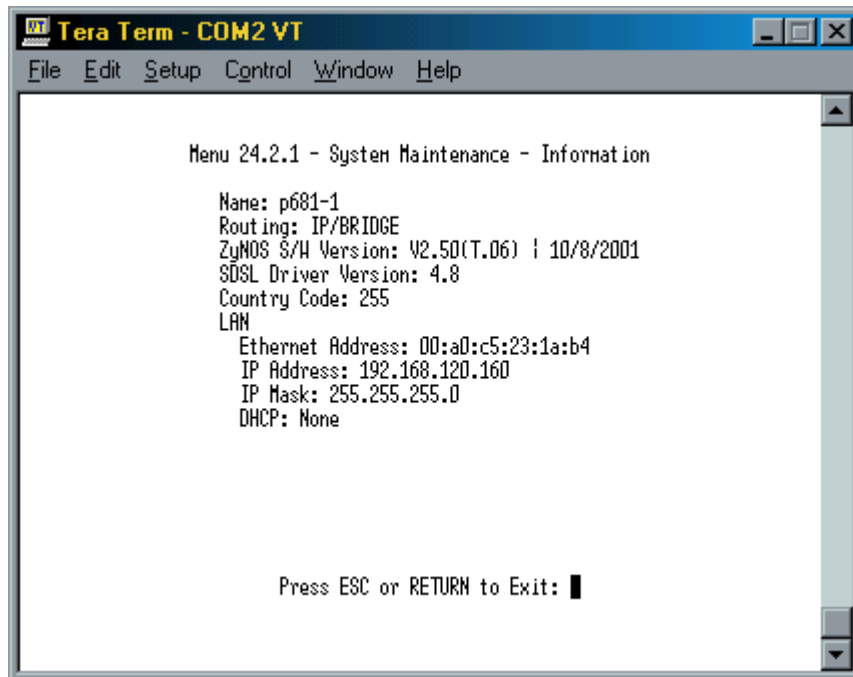 Tera Term - COM2 VT
File Edit Setup Control Window Help
Menu 24.2.1 - System Maintenance - Information
Name: p681-1
Routing: IP/BRIDGE
ZyNOS S/W Version: V2.50(T.06) | 10/8/2001
SDSL Driver Version: 4.8
Country Code: 255
LAN
Ethernet Address: 00:a0:c5:23:1a:b4
IP Address: 192.168.120.160
IP Mask: 255.255.255.0
DHCP: None
Press ESC or RETURN to Exit: